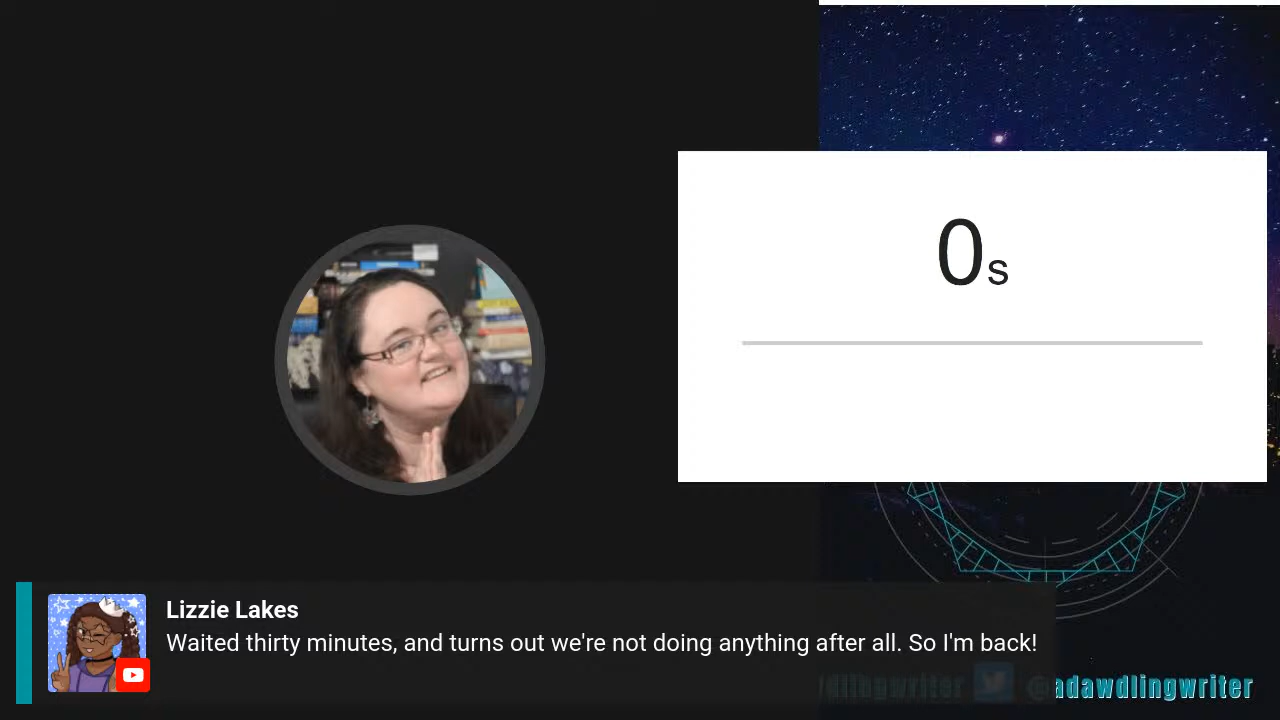 0s
Lizzie Lakes
Waited thirty minutes, and turns out we're not doing anything after all. So I'm back!
@adawdlingwriter